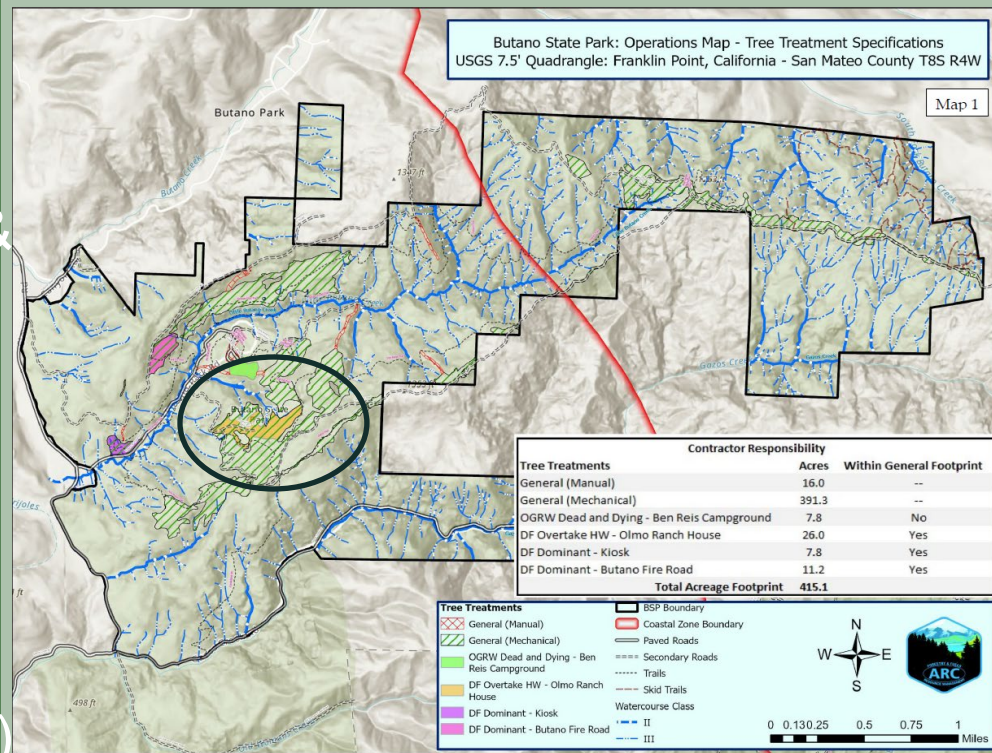 Butano State Park: Operations Map - Tree Treatment Specifications
USGS 7.5' Quadrangle: Franklin Point, California - San Mateo County T8S R4W
Map 1
Butano Park
Butano Creek
&
Gazos Creek
498 ft
)
Contractor Responsibility
Tree Treatments Acres Within General Footprint
General (Manual) 16.0 --
General (Mechanical) 391.3 --
OGRW Dead and Dying - Ben Reis Campground 7.8 No
DF Overtake HW - Olmo Ranch House 26.0 Yes
DF Dominant - Kiosk 7.8 Yes
DF Dominant - Butano Fire Road 11.2 Yes
Total Acreage Footprint 415.1
Tree Treatments
General (Manual)
General (Mechanical)
OGRW Dead and Dying - Ben
Reis Campground
DF Overtake HW - Olmo Ranch
House
DF Dominant - Kiosk
DF Dominant - Butano Fire Road
BSP Boundary
Coastal Zone Boundary
Paved Roads
Secondary Roads
Trails
Skid Trails
Watercourse Class
II
III
N
W E
S
ARC
0 0.13 0.25 0.5 0.75 1
Miles